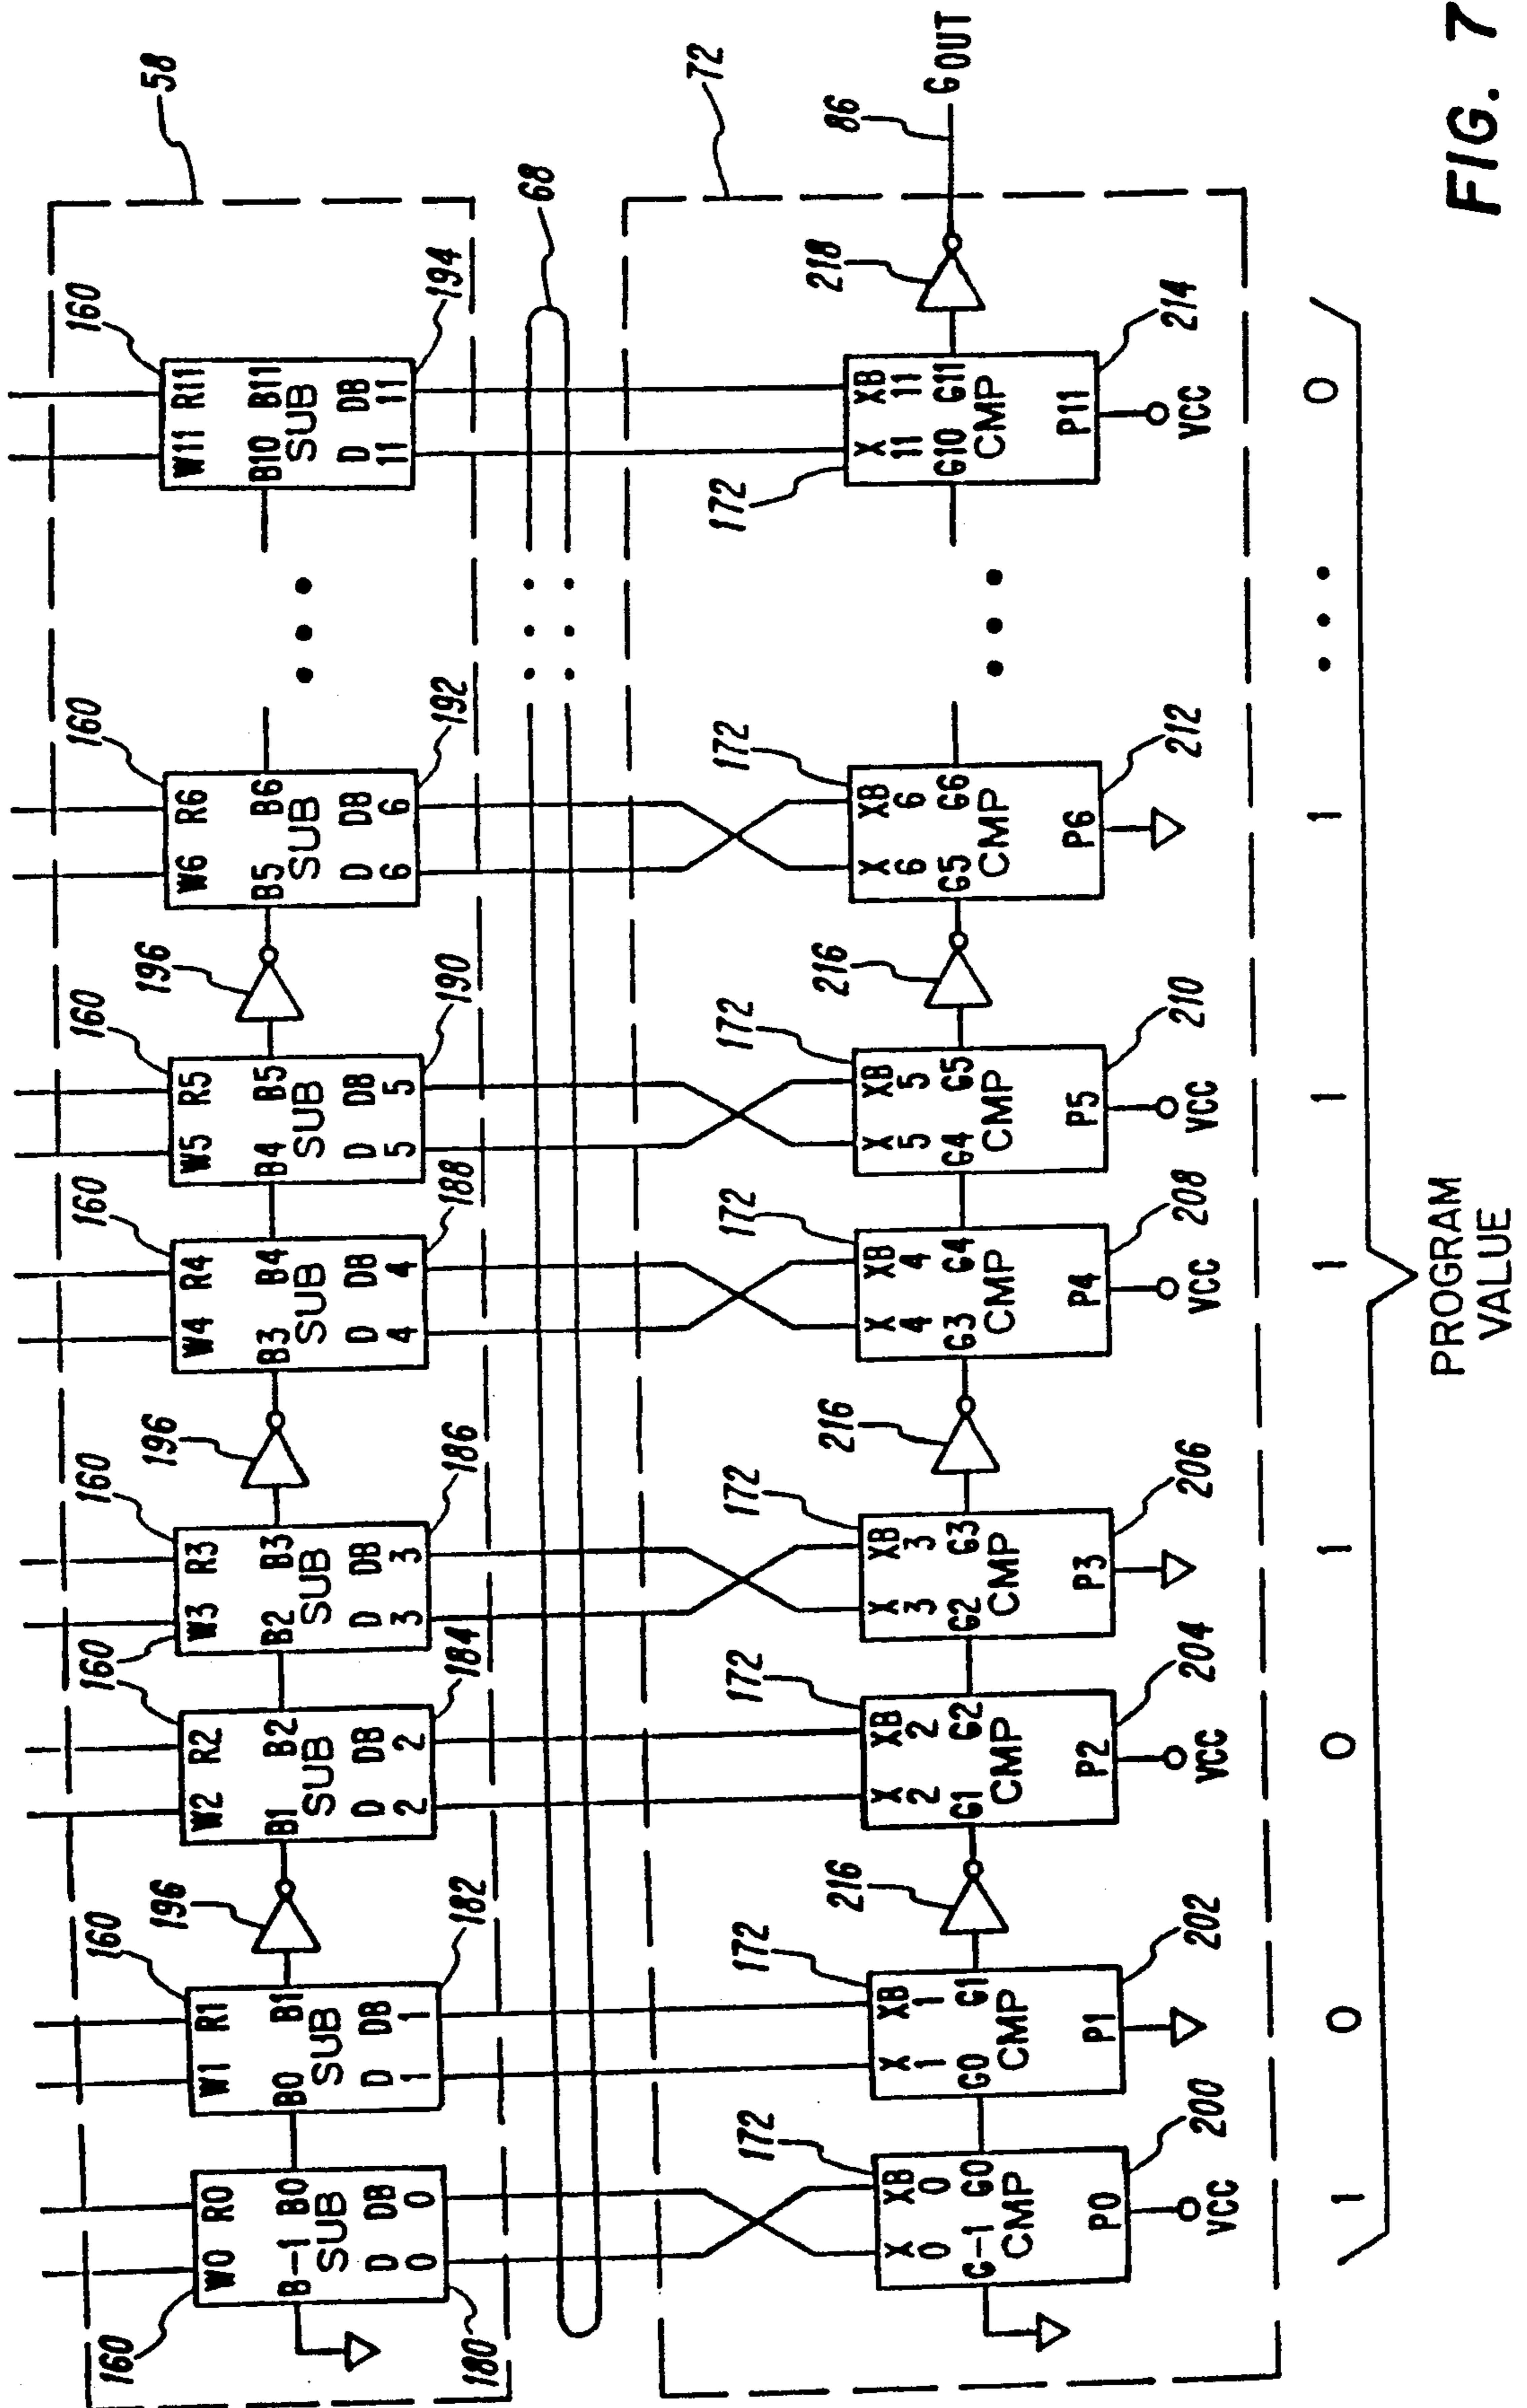 58
160 160 160 160 160 160 160 160 160
W0 R0 W1 R1 W2 R2 W3 R3 W4 R4 W5 R5 W6 R6 W11 R11
B-1 B0 B0 B1 B1 B2 B2 B3 B3 B4 B4 B5 B5 B6 B10 B11
SUB SUB SUB SUB SUB SUB SUB SUB
196 196 196 196
D DB D DB D DB D DB D DB D DB D DB D DB
0 0 1 1 2 2 3 3 4 4 5 5 6 6 11 11
180 182 184 186 188 190 192 194
• • •
68
72
172 172 172 172 172 172 172 172
X XB X XB X XB X XB X XB X XB X XB X XB
0 0 1 1 2 2 3 3 4 4 5 5 6 6 11 11
G-1 G0 G0 G1 G1 G2 G2 G3 G3 G4 G4 G5 G5 G6 G10 G11
CMP CMP CMP CMP CMP CMP CMP CMP
216 216 216 216 218
86
GOUT
P0 P1 P2 P3 P4 P5 P6 P11
200 202 204 206 208 210 212 214
VCC VCC VCC VCC VCC
1 0 0 1 1 1 1 • • • 0
PROGRAM
VALUE
FIG. 7